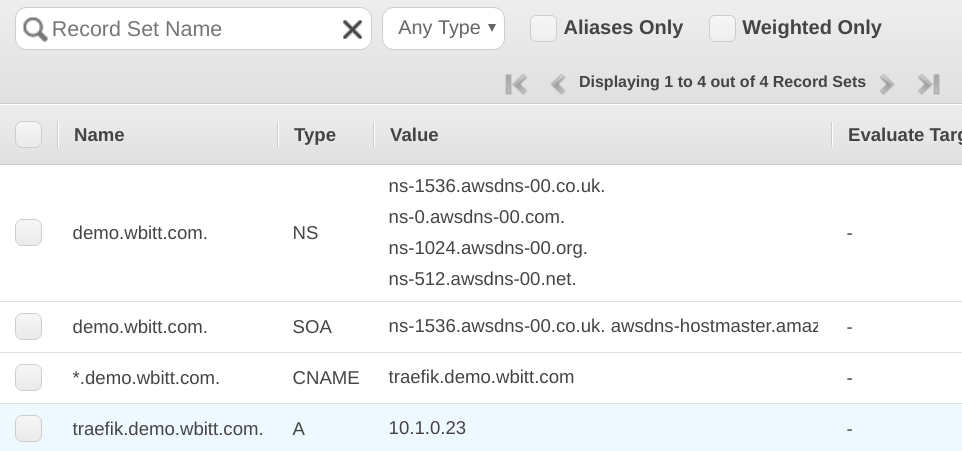 Record Set Name Any Type Aliases Only Weighted Only
Displaying 1 to 4 out of 4 Record Sets
Name Type Value Evaluate Targ
ns-1536.awsdns-00.co.uk.
ns-0.awsdns-00.com.
demo.wbitt.com. NS -
ns-1024.awsdns-00.org.
ns-512.awsdns-00.net.
demo.wbitt.com. SOA ns-1536.awsdns-00.co.uk. awsdns-hostmaster.amaz -
*.demo.wbitt.com. CNAME traefik.demo.wbitt.com -
traefik.demo.wbitt.com. A 10.1.0.23 -